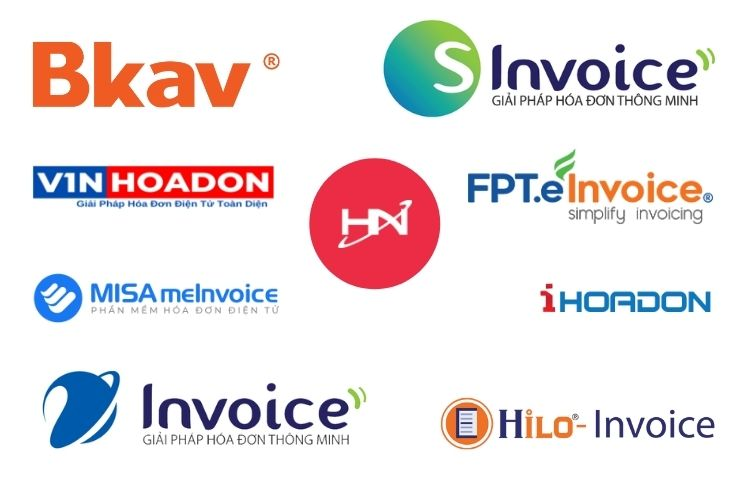 Bkav®
S Invoice
GIẢI PHÁP HÓA ĐƠN THÔNG MINH
V1NHOADON
Giải Pháp Hóa Đơn Điện Tử Toàn Diện
HN
FPT.eInvoice®
simplify invoicing
MISA meInvoice
PHẦN MỀM HÓA ĐƠN ĐIỆN TỬ
iHOADON
Invoice
GIẢI PHÁP HÓA ĐƠN THÔNG MINH
HiLO®- Invoice